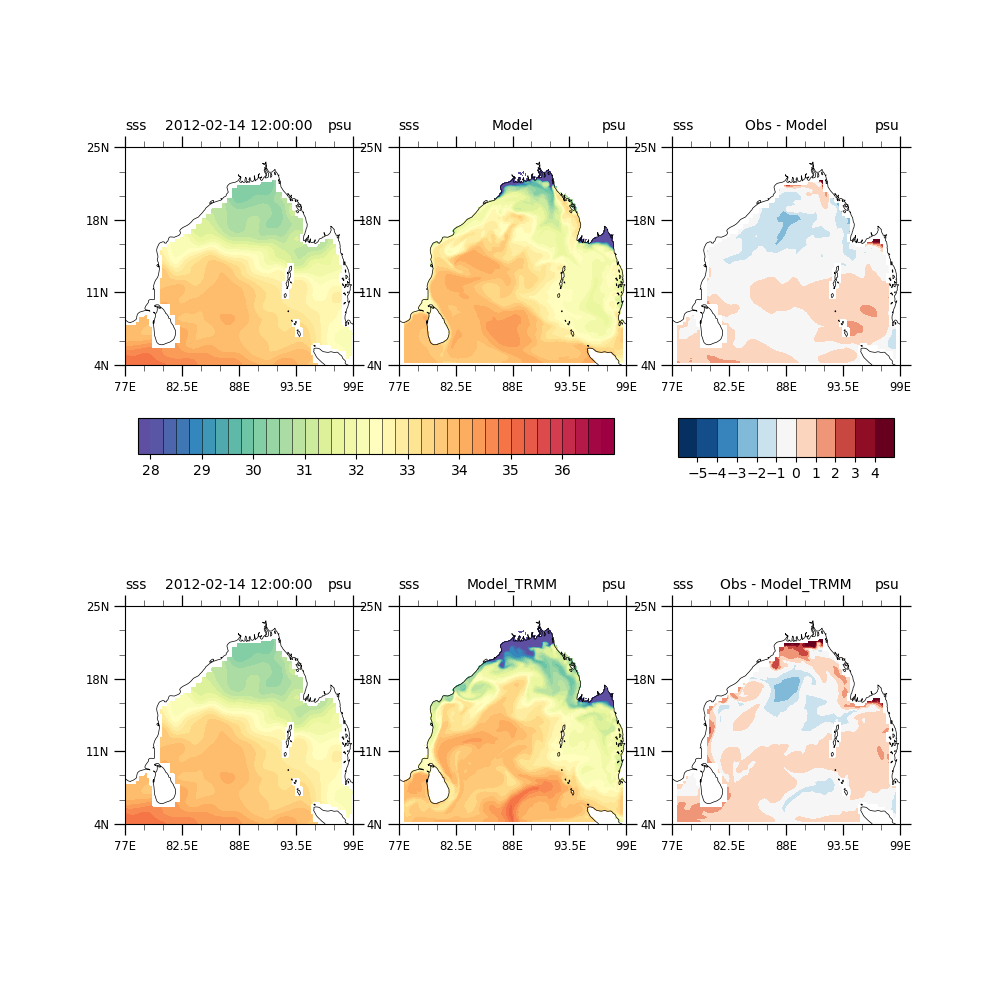 sss 2012-02-14 12:00:00 psu sss Model psu sss Obs - Model psu
25N 25N 25N
18N 18N 18N
11N 11N 11N
4N 4N 4N
77E 82.5E 88E 93.5E 99E 77E 82.5E 88E 93.5E 99E 77E 82.5E 88E 93.5E 99E
28 29 30 31 32 33 34 35 36 −5 −4 −3 −2 −1 0 1 2 3 4
sss 2012-02-14 12:00:00 psu sss Model_TRMM psu sss Obs - Model_TRMM psu
25N 25N 25N
18N 18N 18N
11N 11N 11N
4N 4N 4N
77E 82.5E 88E 93.5E 99E 77E 82.5E 88E 93.5E 99E 77E 82.5E 88E 93.5E 99E